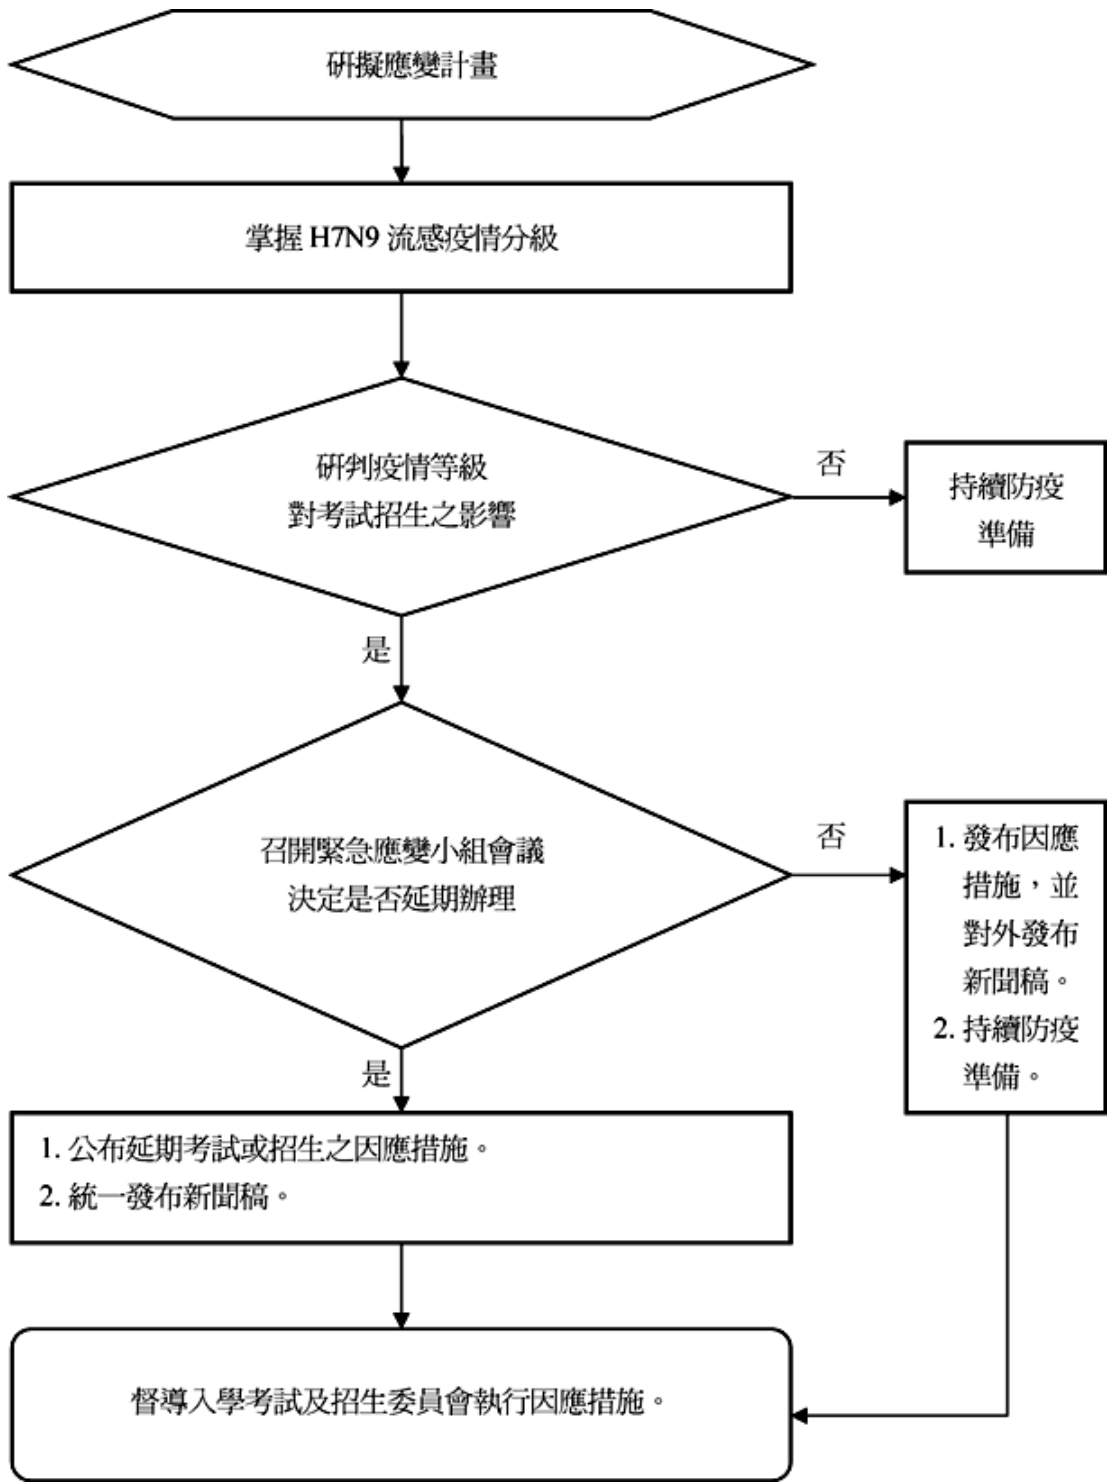 研擬應變計畫
掌握 H7N9 流感疫情分級
研判疫情等級
對考試招生之影響
否
持續防疫
準備
是
召開緊急應變小組會議
決定是否延期辦理
否
1. 發布因應
措施，並
對外發布
新聞稿。
2. 持續防疫
準備。
是
1. 公布延期考試或招生之因應措施。
2. 統一發布新聞稿。
督導入學考試及招生委員會執行因應措施。